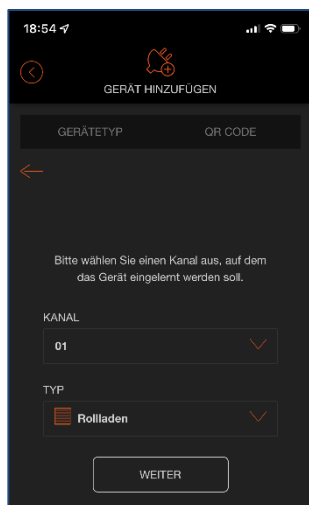 18:54
GERÄT HINZUFÜGEN
GERÄTETYP QR CODE
Bitte wählen Sie einen Kanal aus, auf dem
das Gerät eingelernt werden soll.
KANAL
01
TYP
Rollladen
WEITER